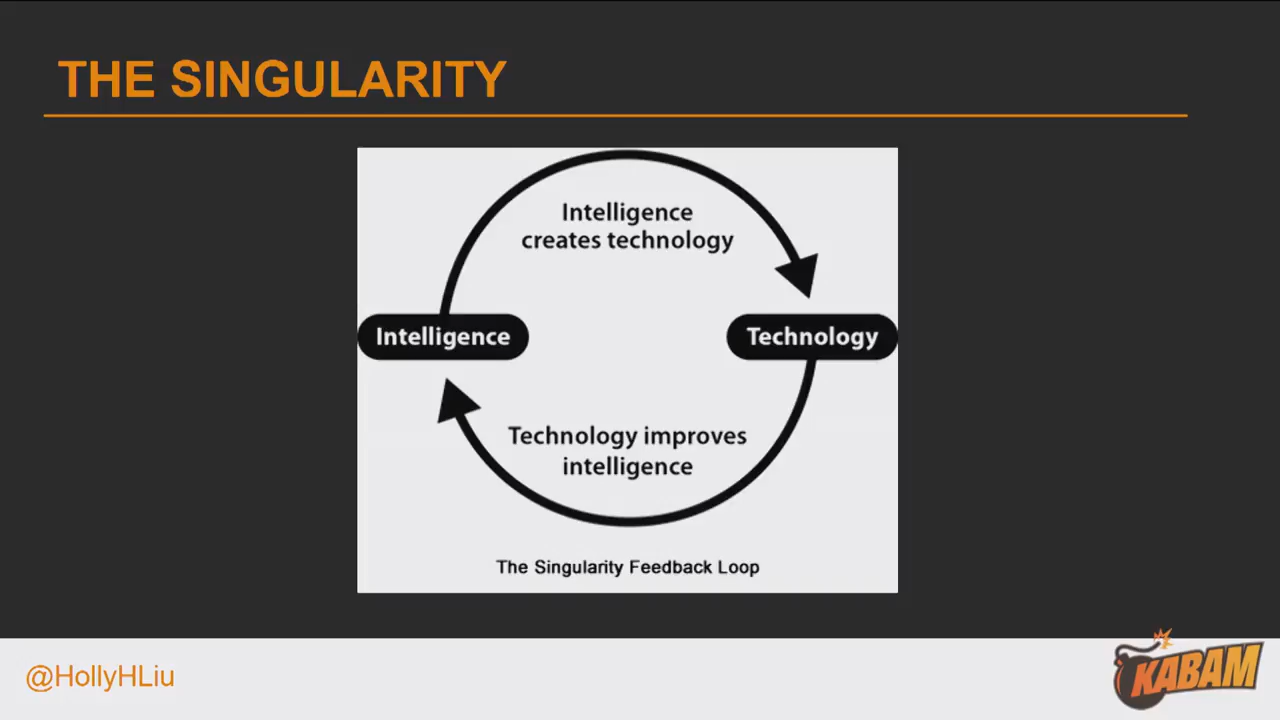 THE SINGULARITY
Intelligence
creates technology
Intelligence
Technology
Technology improves
intelligence
The Singularity Feedback Loop
@HollyHLiu
KABAM